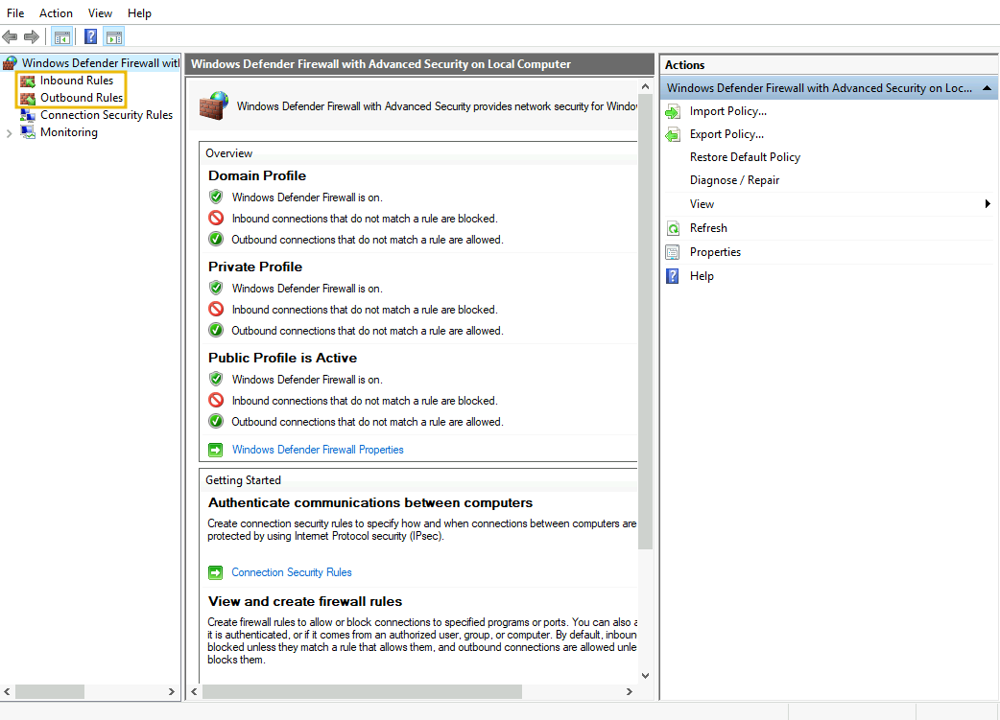 File Action View Help
Windows Defender Firewall wit
Inbound Rules
Outbound Rules
Connection Security Rules
Monitoring
Windows Defender Firewall with Advanced Security on Local Computer
Windows Defender Firewall with Advanced Security provides network security for Windo
Overview
Domain Profile
Windows Defender Firewall is on.
Inbound connections that do not match a rule are blocked.
Outbound connections that do not match a rule are allowed.
Private Profile
Windows Defender Firewall is on.
Inbound connections that do not match a rule are blocked.
Outbound connections that do not match a rule are allowed.
Public Profile is Active
Windows Defender Firewall is on.
Inbound connections that do not match a rule are blocked.
Outbound connections that do not match a rule are allowed.
Windows Defender Firewall Properties
Getting Started
Authenticate communications between computers
Create connection security rules to specify how and when connections between computers are
protected by using Internet Protocol security (IPsec).
Connection Security Rules
View and create firewall rules
Create firewall rules to allow or block connections to specified programs or ports. You can also a
it is authenticated, or if it comes from an authorized user, group, or computer. By default, inboun
blocked unless they match a rule that allows them, and outbound connections are allowed unle
blocks them.
Actions
Windows Defender Firewall with Advanced Security on Loc...
Import Policy...
Export Policy...
Restore Default Policy
Diagnose / Repair
View
Refresh
Properties
Help